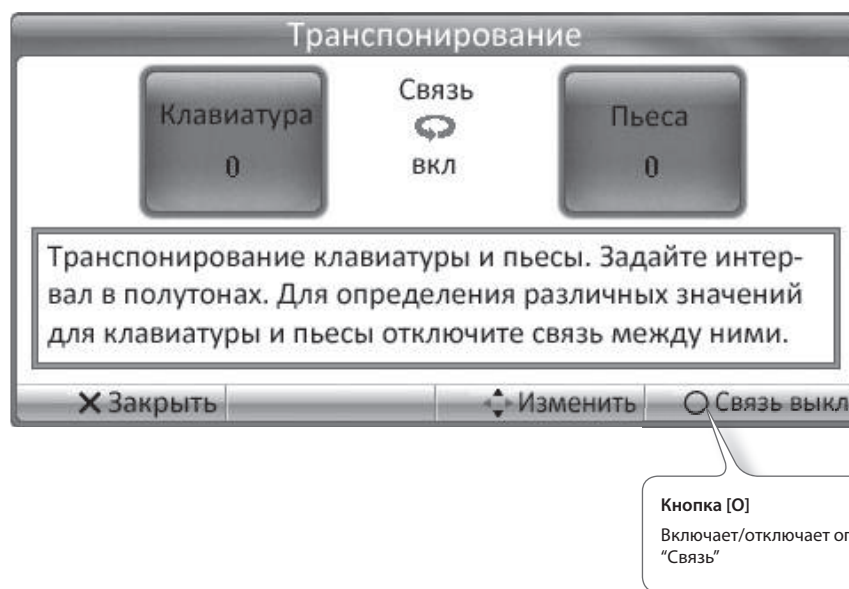 Транспонирование
Клавиатура
0
Связь
вкл
Пьеса
0
Транспонирование клавиатуры и пьесы. Задайте интер-
вал в полутонах. Для определения различных значений
для клавиатуры и пьесы отключите связь между ними.
Закрыть
Изменить
Связь выкл
Кнопка [O]
Включает/отключает
“Связь”